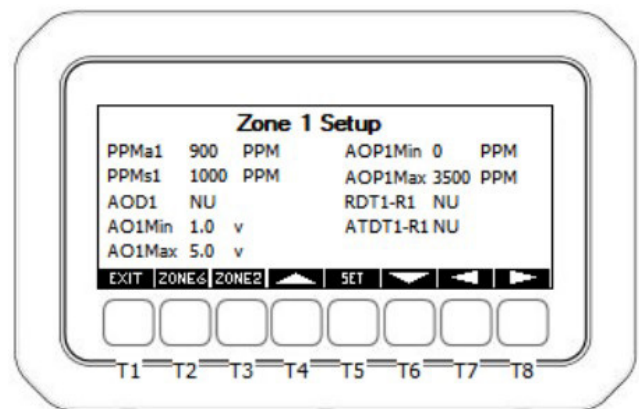 Zone 1 Setup
PPMa1 900 PPM AOP1Min 0 PPM
PPMs1 1000 PPM AOP1Max 3500 PPM
AOD1 NU RDT1-R1 NU
AO1Min 1.0 v ATDT1-R1 NU
AO1Max 5.0 v
EXIT ZONE6 ZONE2 SET
T1 T2 T3 T4 T5 T6 T7 T8